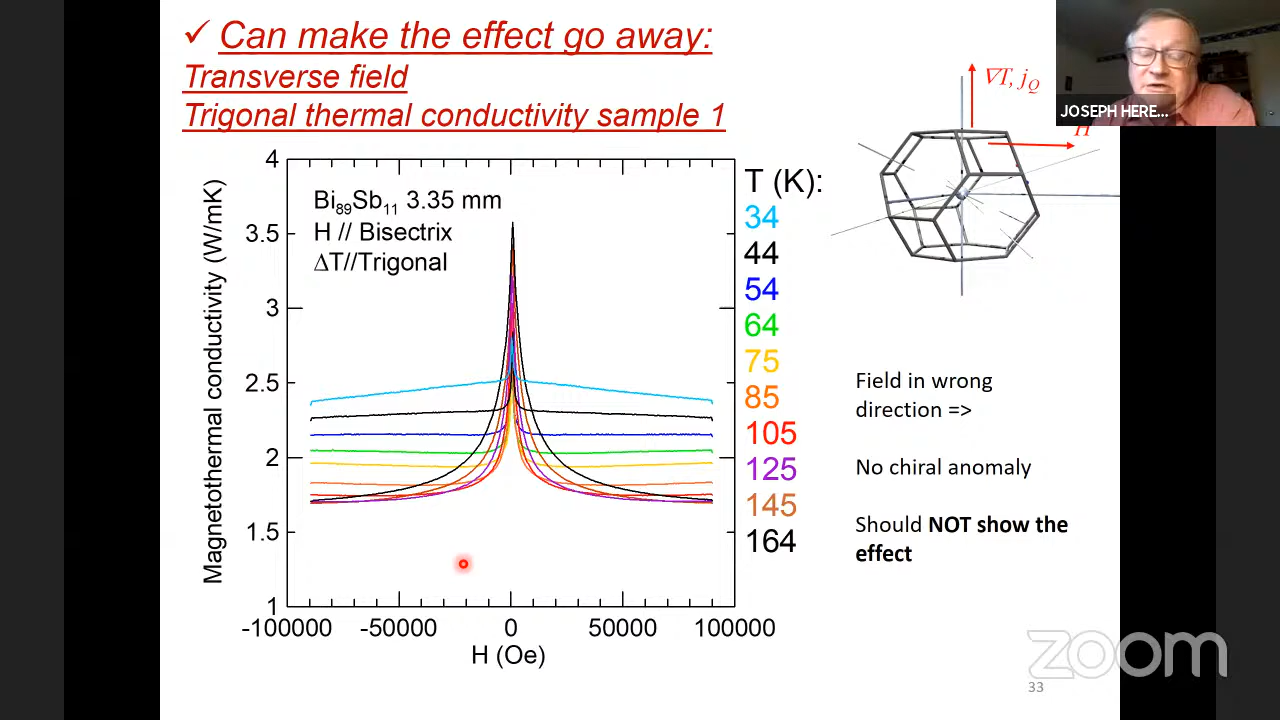 ✓ Can make the effect go away:
Transverse field
Trigonal thermal conductivity sample 1
∇T, jQ
H
JOSEPH HERE...
Magnetothermal conductivity (W/mK)
4
3.5
3
2.5
2
1.5
1
Bi89Sb11 3.35 mm
H // Bisectrix
ΔT//Trigonal
-100000 -50000 0 50000 100000
H (Oe)
T (K):
34
44
54
64
75
85
105
125
145
164
Field in wrong
direction =>
No chiral anomaly
Should NOT show the
effect
zoom
33